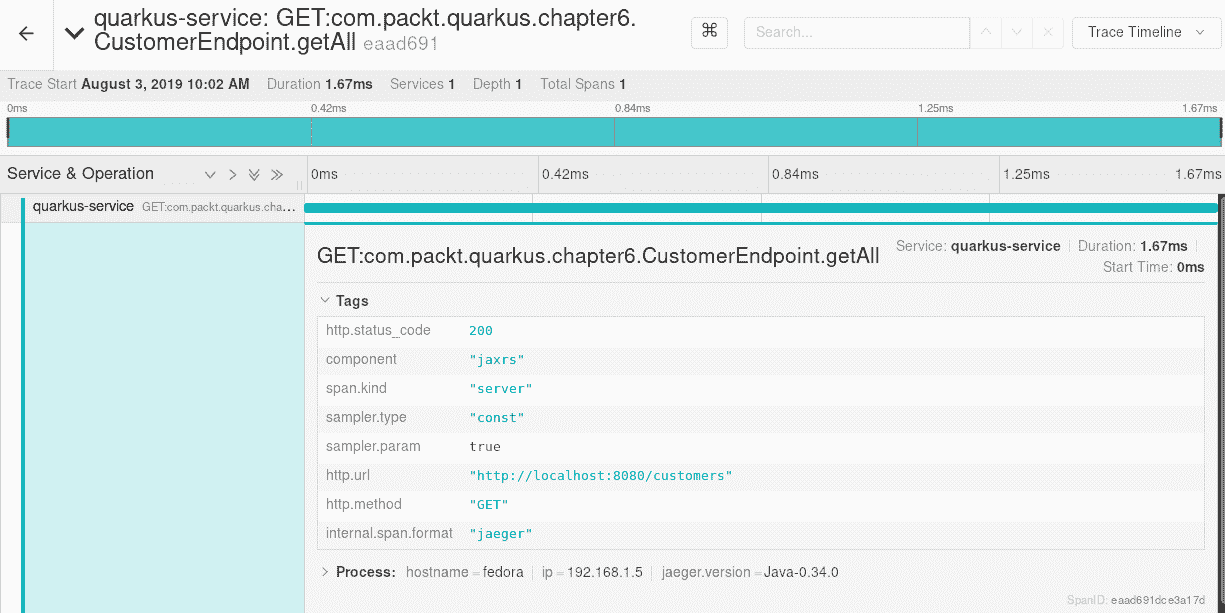 quarkus-service: GET:com.packt.quarkus.chapter6.
CustomerEndpoint.getAll eaad691
⌘ Search... Trace Timeline
Trace Start August 3, 2019 10:02 AM Duration 1.67ms Services 1 Depth 1 Total Spans 1
0ms 0.42ms 0.84ms 1.25ms 1.67ms
Service & Operation 0ms 0.42ms 0.84ms 1.25ms 1.67ms
quarkus-service GET:com.packt.quarkus.cha...
GET:com.packt.quarkus.chapter6.CustomerEndpoint.getAll
Service: quarkus-service Duration: 1.67ms
Start Time: 0ms
Tags
http.status_code 200
component "jaxrs"
span.kind "server"
sampler.type "const"
sampler.param true
http.url "http://localhost:8080/customers"
http.method "GET"
internal.span.format "jaeger"
Process: hostname = fedora ip = 192.168.1.5 jaeger.version = Java-0.34.0
SpanID: eaad691dce3a17d